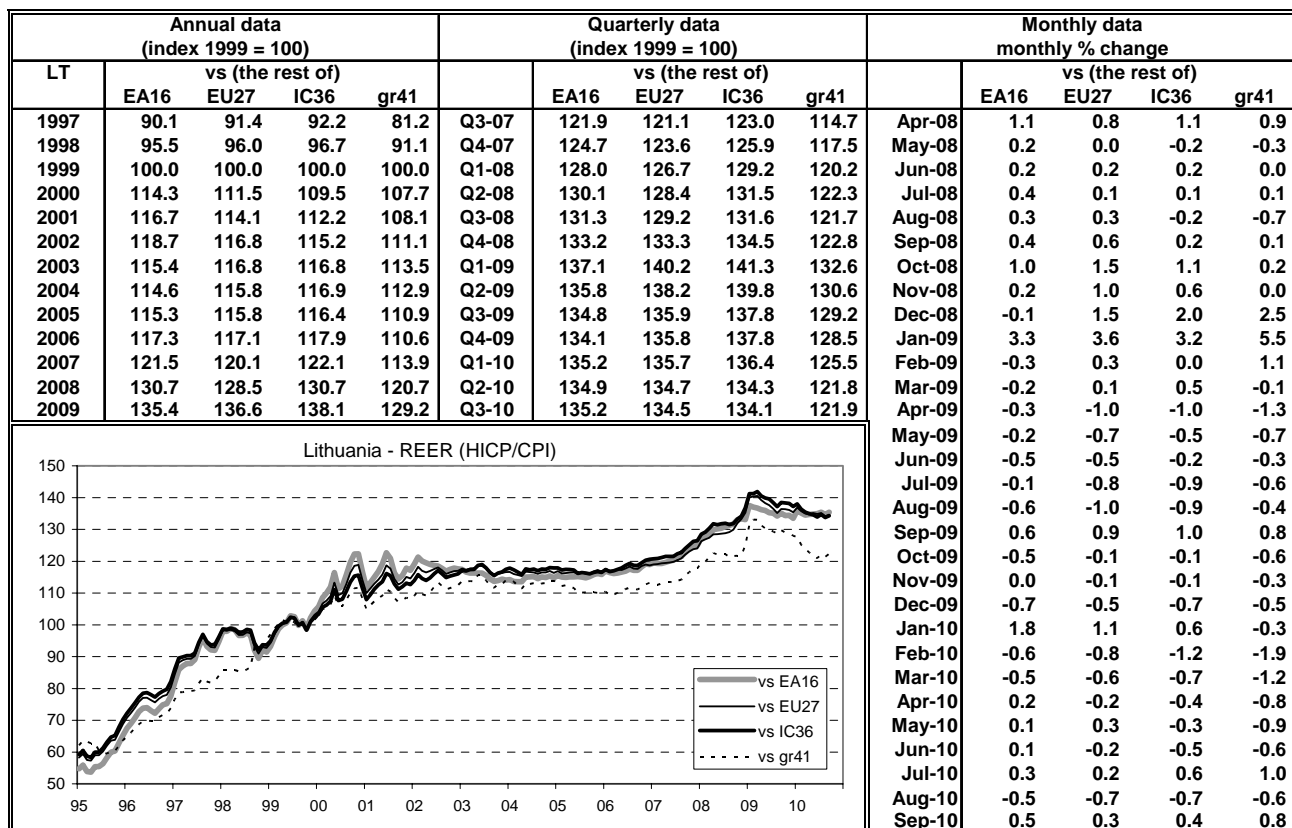 Annual data Quarterly data Monthly data
(index 1999 = 100) (index 1999 = 100) monthly % change
LT vs (the rest of) vs (the rest of) vs (the rest of)
EA16 EU27 IC36 gr41 EA16 EU27 IC36 gr41 EA16 EU27 IC36 gr41
1997 90.1 91.4 92.2 81.2 Q3-07 121.9 121.1 123.0 114.7 Apr-08 1.1 0.8 1.1 0.9
1998 95.5 96.0 96.7 91.1 Q4-07 124.7 123.6 125.9 117.5 May-08 0.2 0.0 -0.2 -0.3
1999 100.0 100.0 100.0 100.0 Q1-08 128.0 126.7 129.2 120.2 Jun-08 0.2 0.2 0.2 0.0
2000 114.3 111.5 109.5 107.7 Q2-08 130.1 128.4 131.5 122.3 Jul-08 0.4 0.1 0.1 0.1
2001 116.7 114.1 112.2 108.1 Q3-08 131.3 129.2 131.6 121.7 Aug-08 0.3 0.3 -0.2 -0.7
2002 118.7 116.8 115.2 111.1 Q4-08 133.2 133.3 134.5 122.8 Sep-08 0.4 0.6 0.2 0.1
2003 115.4 116.8 116.8 113.5 Q1-09 137.1 140.2 141.3 132.6 Oct-08 1.0 1.5 1.1 0.2
2004 114.6 115.8 116.9 112.9 Q2-09 135.8 138.2 139.8 130.6 Nov-08 0.2 1.0 0.6 0.0
2005 115.3 115.8 116.4 110.9 Q3-09 134.8 135.9 137.8 129.2 Dec-08 -0.1 1.5 2.0 2.5
2006 117.3 117.1 117.9 110.6 Q4-09 134.1 135.8 137.8 128.5 Jan-09 3.3 3.6 3.2 5.5
2007 121.5 120.1 122.1 113.9 Q1-10 135.2 135.7 136.4 125.5 Feb-09 -0.3 0.3 0.0 1.1
2008 130.7 128.5 130.7 120.7 Q2-10 134.9 134.7 134.3 121.8 Mar-09 -0.2 0.1 0.5 -0.1
2009 135.4 136.6 138.1 129.2 Q3-10 135.2 134.5 134.1 121.9 Apr-09 -0.3 -1.0 -1.0 -1.3
May-09 -0.2 -0.7 -0.5 -0.7
Jun-09 -0.5 -0.5 -0.2 -0.3
Jul-09 -0.1 -0.8 -0.9 -0.6
Aug-09 -0.6 -1.0 -0.9 -0.4
Sep-09 0.6 0.9 1.0 0.8
Oct-09 -0.5 -0.1 -0.1 -0.6
Nov-09 0.0 -0.1 -0.1 -0.3
Dec-09 -0.7 -0.5 -0.7 -0.5
Jan-10 1.8 1.1 0.6 -0.3
Feb-10 -0.6 -0.8 -1.2 -1.9
Mar-10 -0.5 -0.6 -0.7 -1.2
Apr-10 0.2 -0.2 -0.4 -0.8
May-10 0.1 0.3 -0.3 -0.9
Jun-10 0.1 -0.2 -0.5 -0.6
Jul-10 0.3 0.2 0.6 1.0
Aug-10 -0.5 -0.7 -0.7 -0.6
Sep-10 0.5 0.3 0.4 0.8
Lithuania - REER (HICP/CPI)
150
140
130
120
110
100
90
80
70
60
50
vs EA16
vs EU27
vs IC36
vs gr41
95 96 97 98 99 00 01 02 03 04 05 06 07 08 09 10